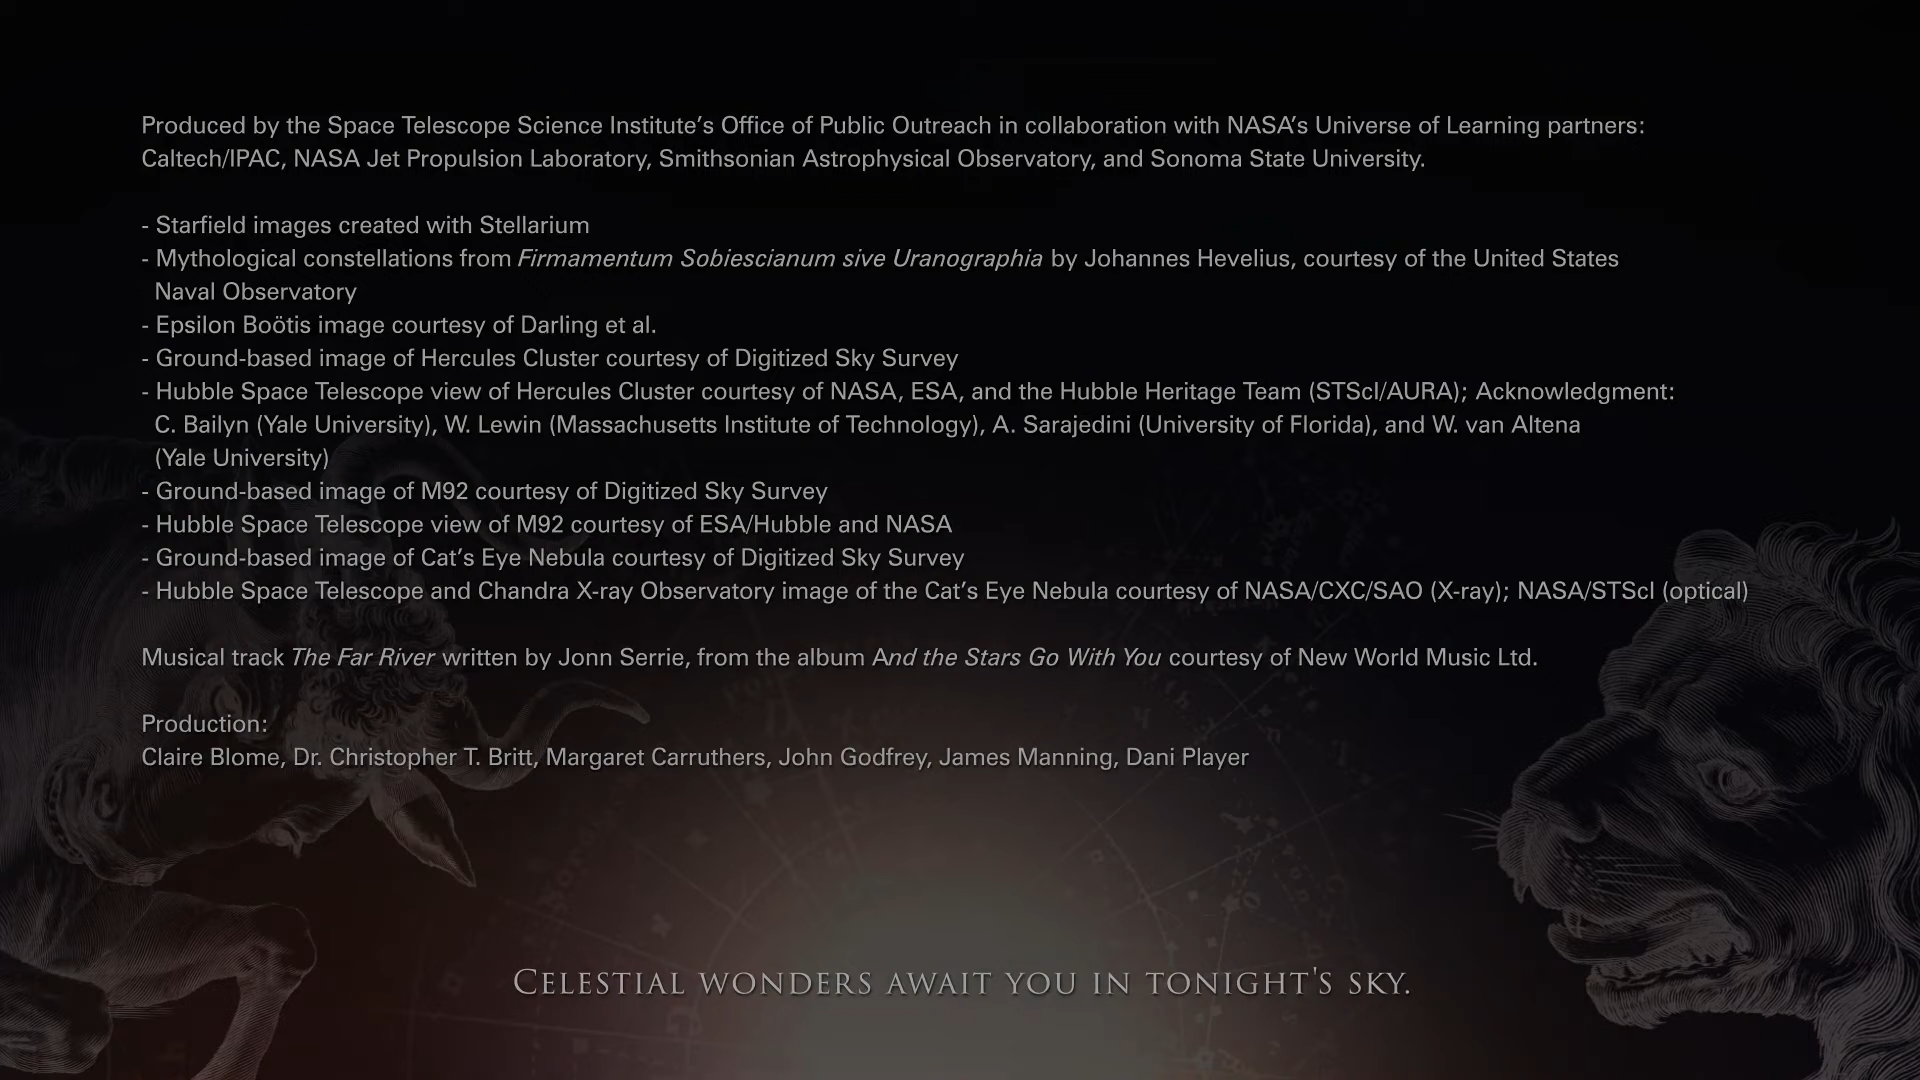 Produced by the Space Telescope Science Institute’s Office of Public Outreach in collaboration with NASA’s Universe of Learning partners:
Caltech/IPAC, NASA Jet Propulsion Laboratory, Smithsonian Astrophysical Observatory, and Sonoma State University.
- Starfield images created with Stellarium
- Mythological constellations from Firmamentum Sobiescianum sive Uranographia by Johannes Hevelius, courtesy of the United States
Naval Observatory
- Epsilon Boötis image courtesy of Darling et al.
- Ground-based image of Hercules Cluster courtesy of Digitized Sky Survey
- Hubble Space Telescope view of Hercules Cluster courtesy of NASA, ESA, and the Hubble Heritage Team (STScI/AURA); Acknowledgment:
C. Bailyn (Yale University), W. Lewin (Massachusetts Institute of Technology), A. Sarajedini (University of Florida), and W. van Altena
(Yale University)
- Ground-based image of M92 courtesy of Digitized Sky Survey
- Hubble Space Telescope view of M92 courtesy of ESA/Hubble and NASA
- Ground-based image of Cat’s Eye Nebula courtesy of Digitized Sky Survey
- Hubble Space Telescope and Chandra X-ray Observatory image of the Cat’s Eye Nebula courtesy of NASA/CXC/SAO (X-ray); NASA/STScI (optical)
Musical track The Far River written by Jonn Serrie, from the album And the Stars Go With You courtesy of New World Music Ltd.
Production:
Claire Blome, Dr. Christopher T. Britt, Margaret Carruthers, John Godfrey, James Manning, Dani Player
Celestial wonders await you in tonight's sky.